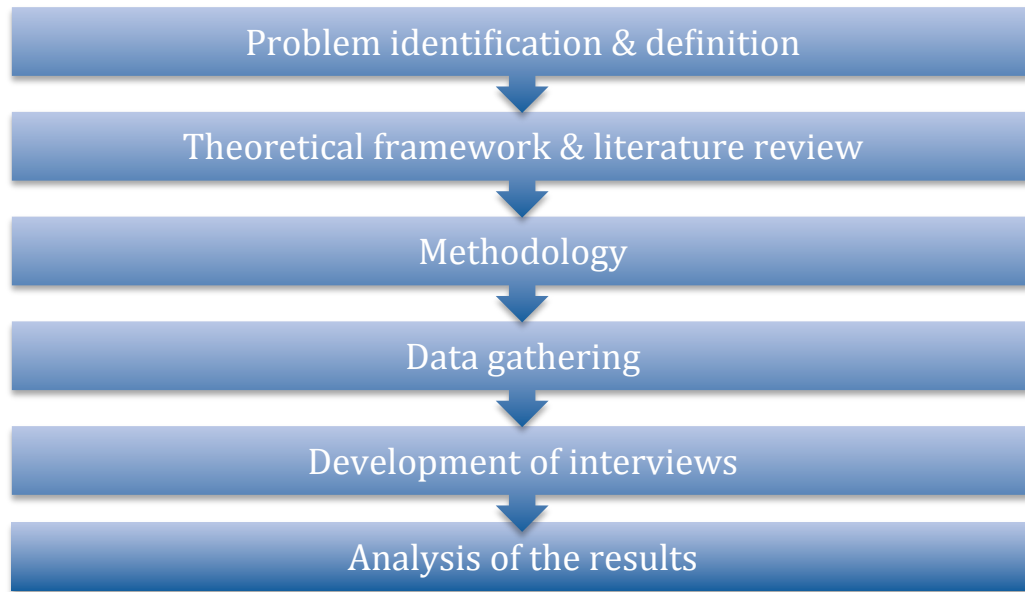 Problem identification & definition
Theoretical framework & literature review
Methodology
Data gathering
Development of interviews
Analysis of the results